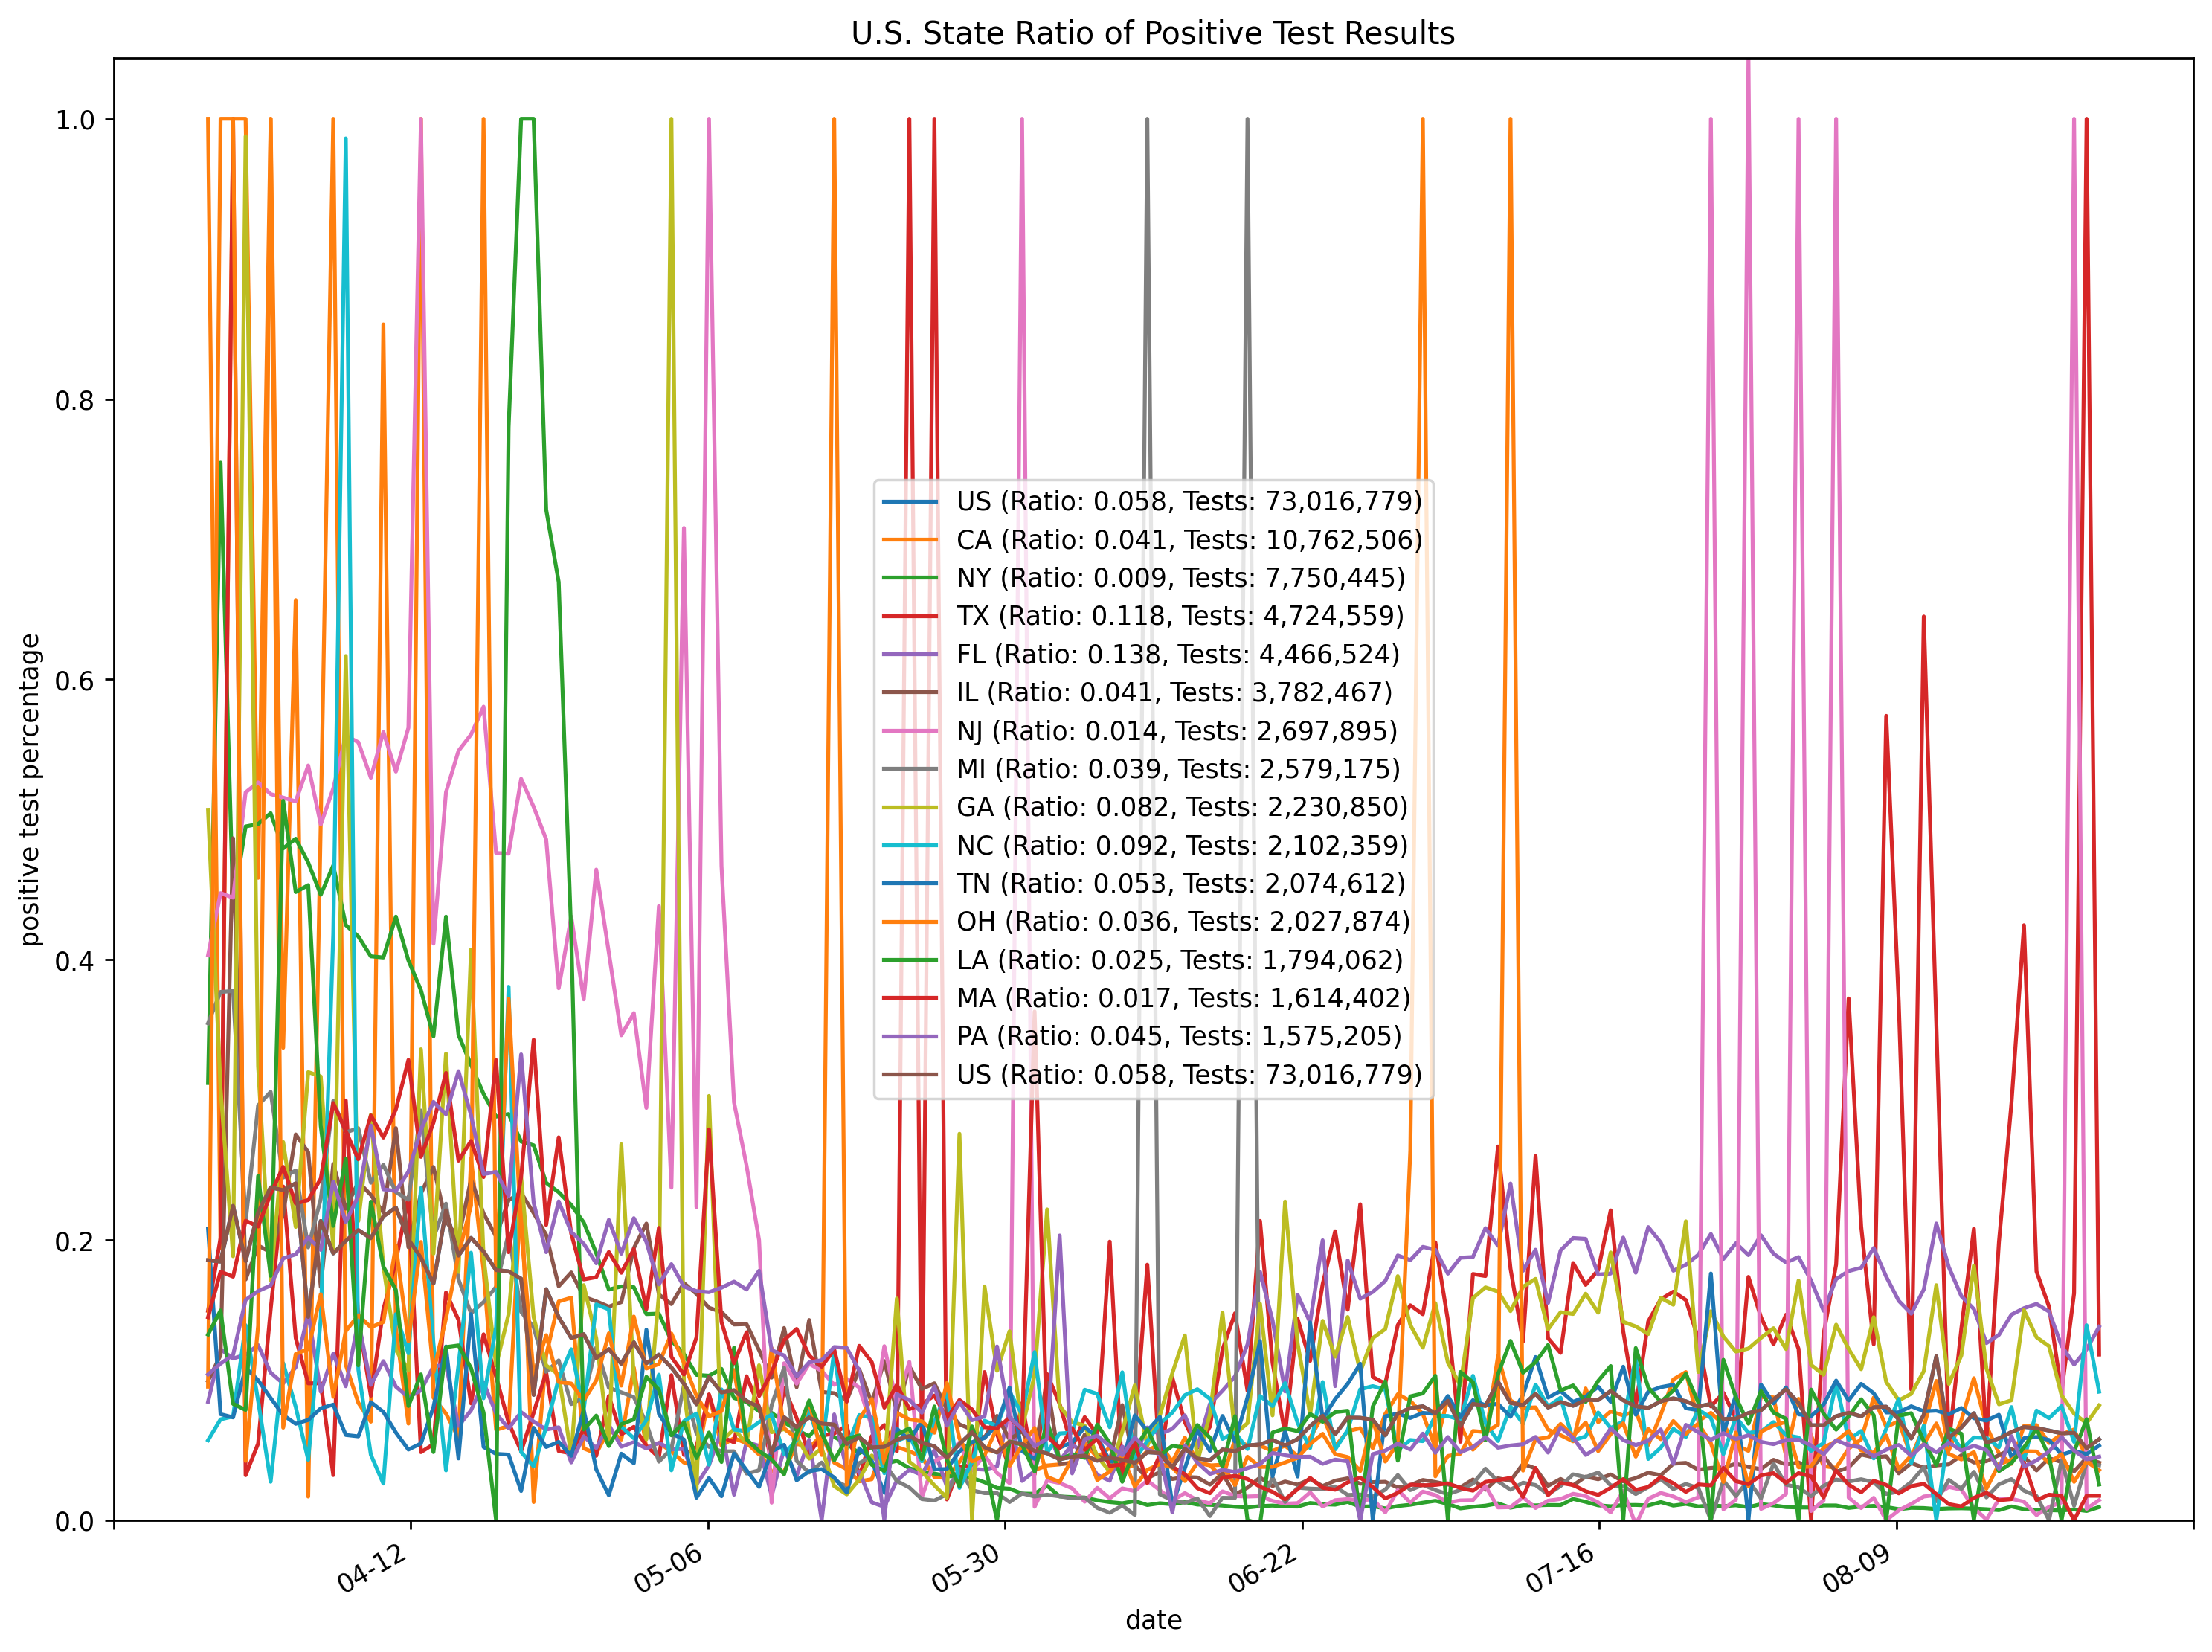 U.S. State Ratio of Positive Test Results
positive test percentage
1.0
0.8
0.6
0.4
0.2
0.0
US (Ratio: 0.058, Tests: 73,016,779)
CA (Ratio: 0.041, Tests: 10,762,506)
NY (Ratio: 0.009, Tests: 7,750,445)
TX (Ratio: 0.118, Tests: 4,724,559)
FL (Ratio: 0.138, Tests: 4,466,524)
IL (Ratio: 0.041, Tests: 3,782,467)
NJ (Ratio: 0.014, Tests: 2,697,895)
MI (Ratio: 0.039, Tests: 2,579,175)
GA (Ratio: 0.082, Tests: 2,230,850)
NC (Ratio: 0.092, Tests: 2,102,359)
TN (Ratio: 0.053, Tests: 2,074,612)
OH (Ratio: 0.036, Tests: 2,027,874)
LA (Ratio: 0.025, Tests: 1,794,062)
MA (Ratio: 0.017, Tests: 1,614,402)
PA (Ratio: 0.045, Tests: 1,575,205)
US (Ratio: 0.058, Tests: 73,016,779)
04-12
05-06
05-30
06-22
07-16
08-09
date